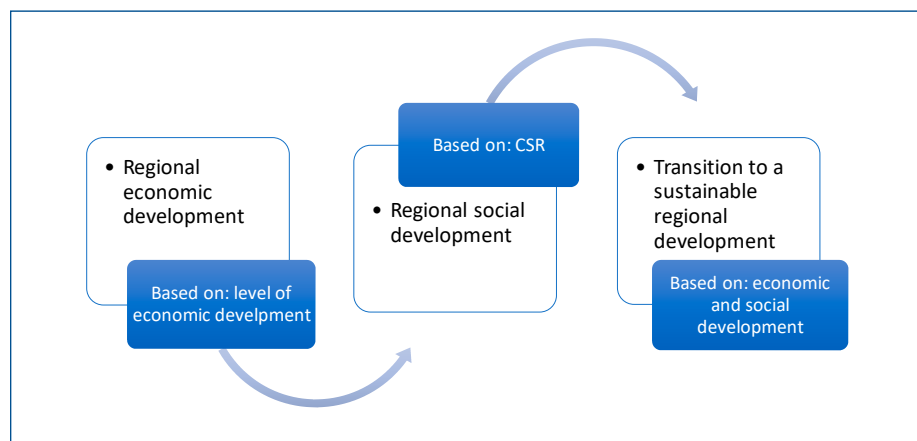 • Regional
economic
development
Based on: level of
economic develpment
Based on: CSR
• Regional social
development
• Transition to a
sustainable
regional
development
Based on: economic
and social
development